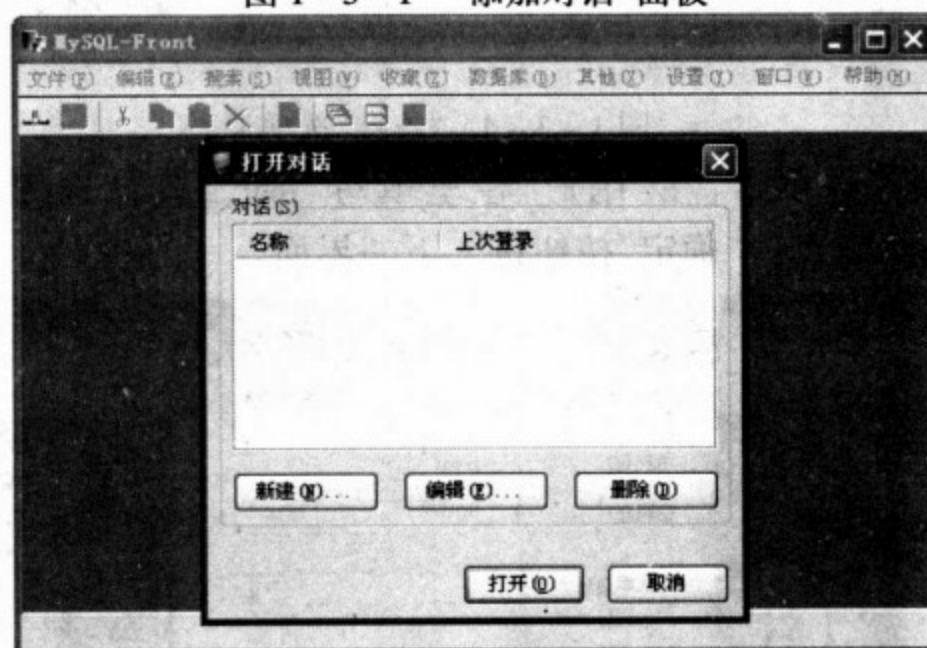 MySQL-Front
文件(F) 编辑(E) 搜索(S) 视图(V) 收藏(Z) 数据库(D) 其他(X) 设置(Y) 窗口(W) 帮助(H)
打开对话
对话(S)
名称 上次登录
新建(N)... 编辑(E)... 删除(D)
打开(O) 取消